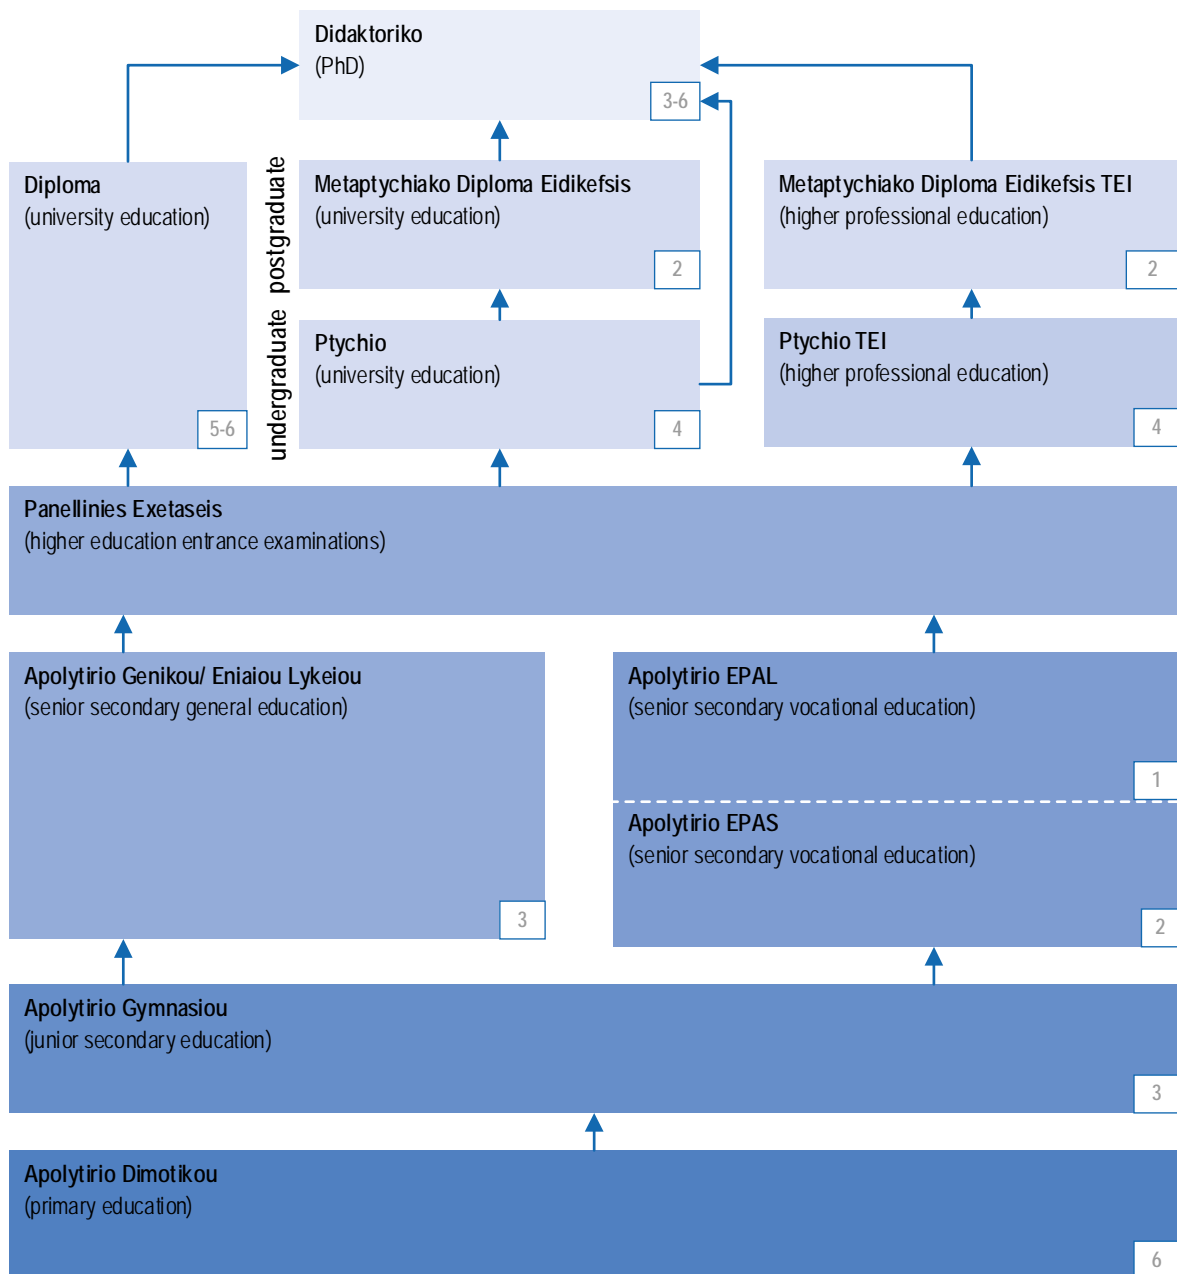 Didaktoriko
(PhD)
3-6
Diploma
(university education)
5-6
postgraduate
undergraduate
Metaptychiako Diploma Eidikefsis
(university education)
2
Ptychio
(university education)
4
Metaptychiako Diploma Eidikefsis TEI
(higher professional education)
2
Ptychio TEI
(higher professional education)
4
Panellinies Exetaseis
(higher education entrance examinations)
Apolytirio Genikou/ Eniaiou Lykeiou
(senior secondary general education)
3
Apolytirio EPAL
(senior secondary vocational education)
1
Apolytirio EPAS
(senior secondary vocational education)
2
Apolytirio Gymnasiou
(junior secondary education)
3
Apolytirio Dimotikou
(primary education)
6